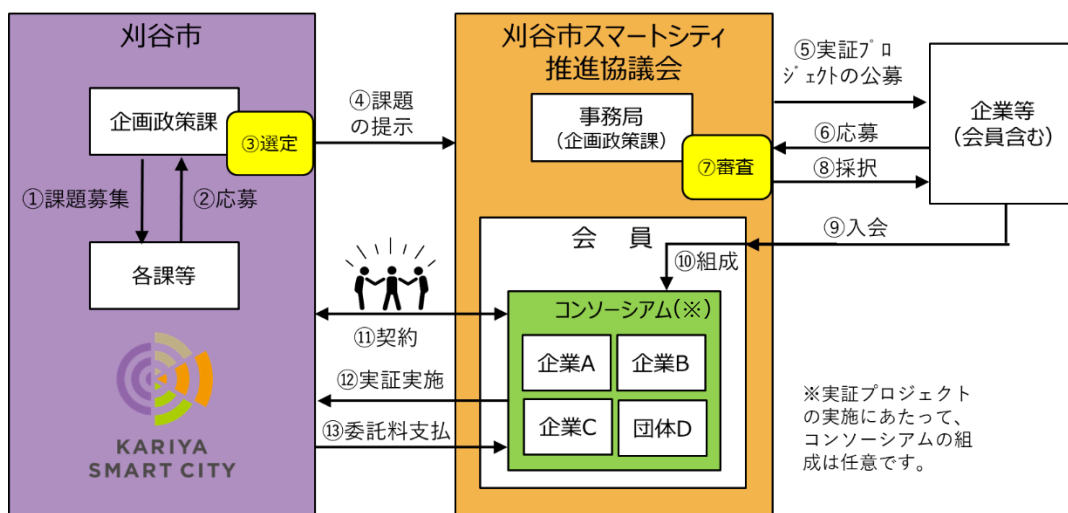 刈谷市
企画政策課
③選定
①課題募集
②応募
各課等
KARIYA
SMART CITY
④課題
の提示
⑪契約
⑫実証実施
⑬委託料支払
刈谷市スマートシティ
推進協議会
事務局
(企画政策課)
⑦審査
会 員
⑩組成
コンソーシアム(※)
企業A
企業B
企業C
団体D
⑤実証ﾌﾟﾛ
ｼﾞｪｸﾄの公募
⑥応募
⑧採択
⑨入会
企業等
(会員含む)
※実証プロジェクト
の実施にあたって、
コンソーシアムの組
成は任意です。